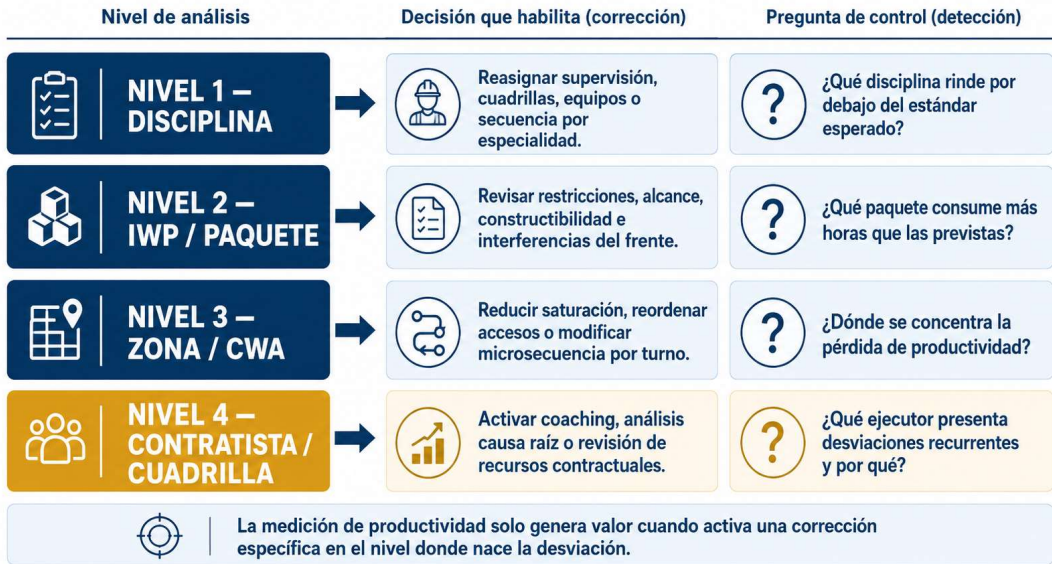 Nivel de análisis
Decisión que habilita (corrección)
Pregunta de control (detección)
NIVEL 1 —
DISCIPLINA
Reasignar supervisión,
cuadrillas, equipos o
secuencia por
especialidad.
?
¿Qué disciplina rinde por
debajo del estándar
esperado?
NIVEL 2 —
IWP / PAQUETE
Revisar restricciones, alcance,
constructibilidad e
interferencias del frente.
?
¿Qué paquete consume más
horas que las previstas?
NIVEL 3 —
ZONA / CWA
Reducir saturación, reordenar
accesos o modificar
microsecuencia por turno.
?
¿Dónde se concentra la
pérdida de productividad?
NIVEL 4 —
CONTRATISTA /
CUADRILLA
Activar coaching, análisis
causa raíz o revisión de
recursos contractuales.
?
¿Qué ejecutor presenta
desviaciones recurrentes
y por qué?
La medición de productividad solo genera valor cuando activa una corrección
específica en el nivel donde nace la desviación.